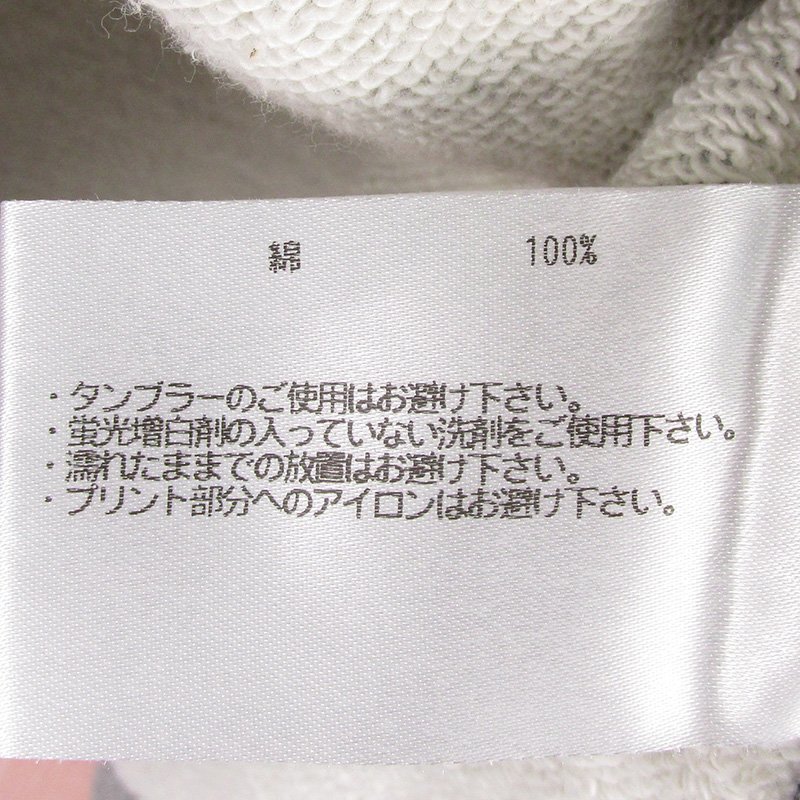 綿 100%
・タンブラーのご使用はお避け下さい。
・蛍光増白剤の入っていない洗剤をご使用下さい。
・濡れたままでの放置はお避け下さい。
・プリント部分へのアイロンはお避け下さい。